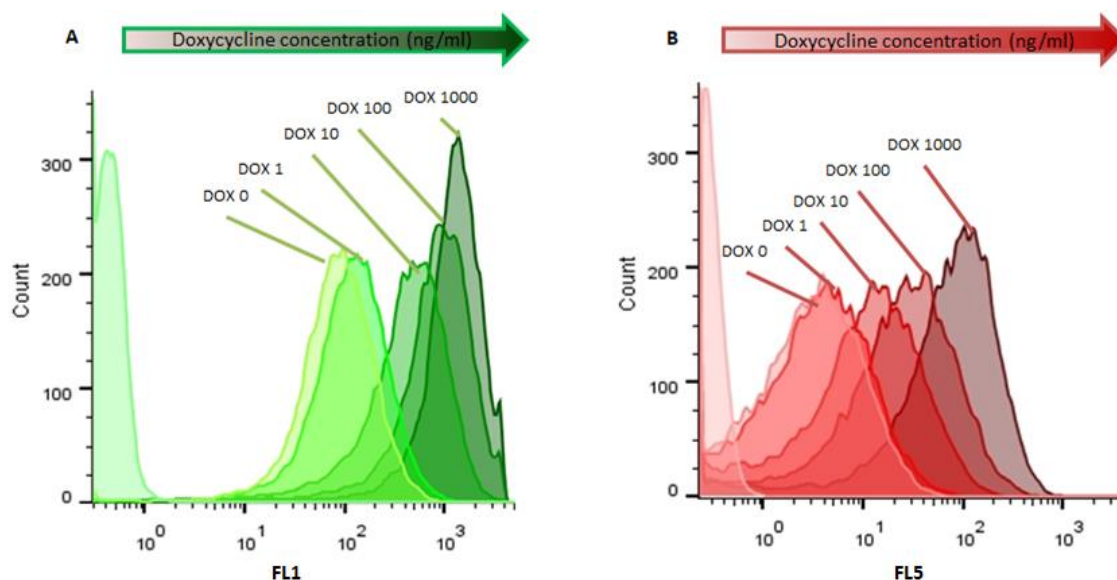 A
Doxycycline concentration (ng/ml)
DOX 1000
DOX 100
DOX 10
DOX 1
DOX 0
300
200
100
0
Count
10^0
10^1
10^2
10^3
FL1
B
Doxycycline concentration (ng/ml)
DOX 1000
DOX 100
DOX 10
DOX 1
DOX 0
300
200
100
0
Count
10^0
10^1
10^2
10^3
FL5